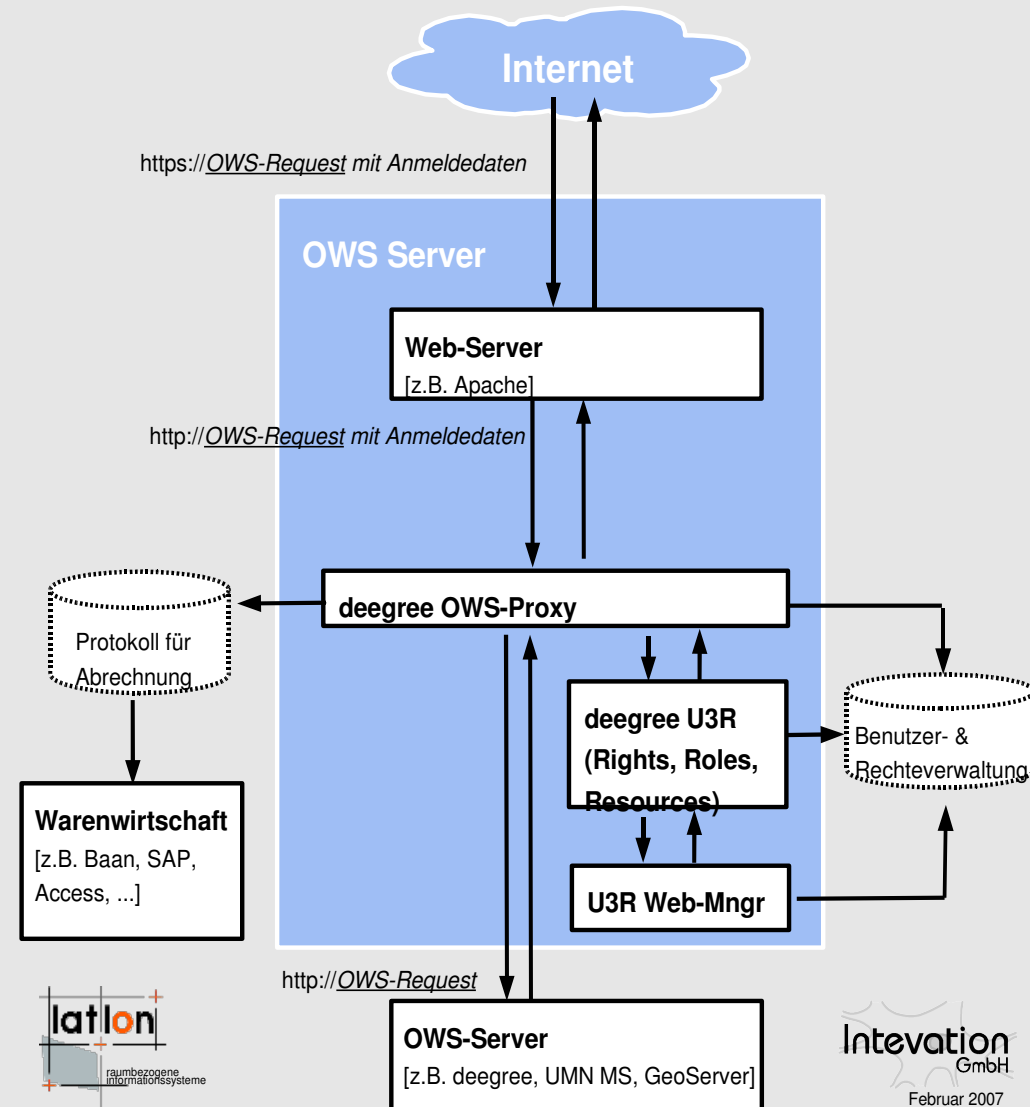 Internet
https://OWS-Request mit Anmeldedaten
OWS Server
Web-Server
[z.B. Apache]
http://OWS-Request mit Anmeldedaten
deegree OWS-Proxy
Protokoll für
Abrechnung
deegree U3R
(Rights, Roles,
Resources)
Benutzer- &
Rechteverwaltung
Warenwirtschaft
[z.B. Baan, SAP,
Access, ...]
U3R Web-Mngr
http://OWS-Request
OWS-Server
[z.B. deegree, UMN MS, GeoServer]
lat lon
raumbezogene
informationssysteme
Intevation
GmbH
Februar 2007